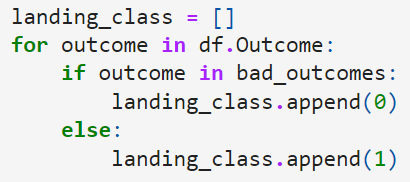 landing_class = []
for outcome in df.Outcome:
    if outcome in bad_outcomes:
        landing_class.append(0)
    else:
        landing_class.append(1)